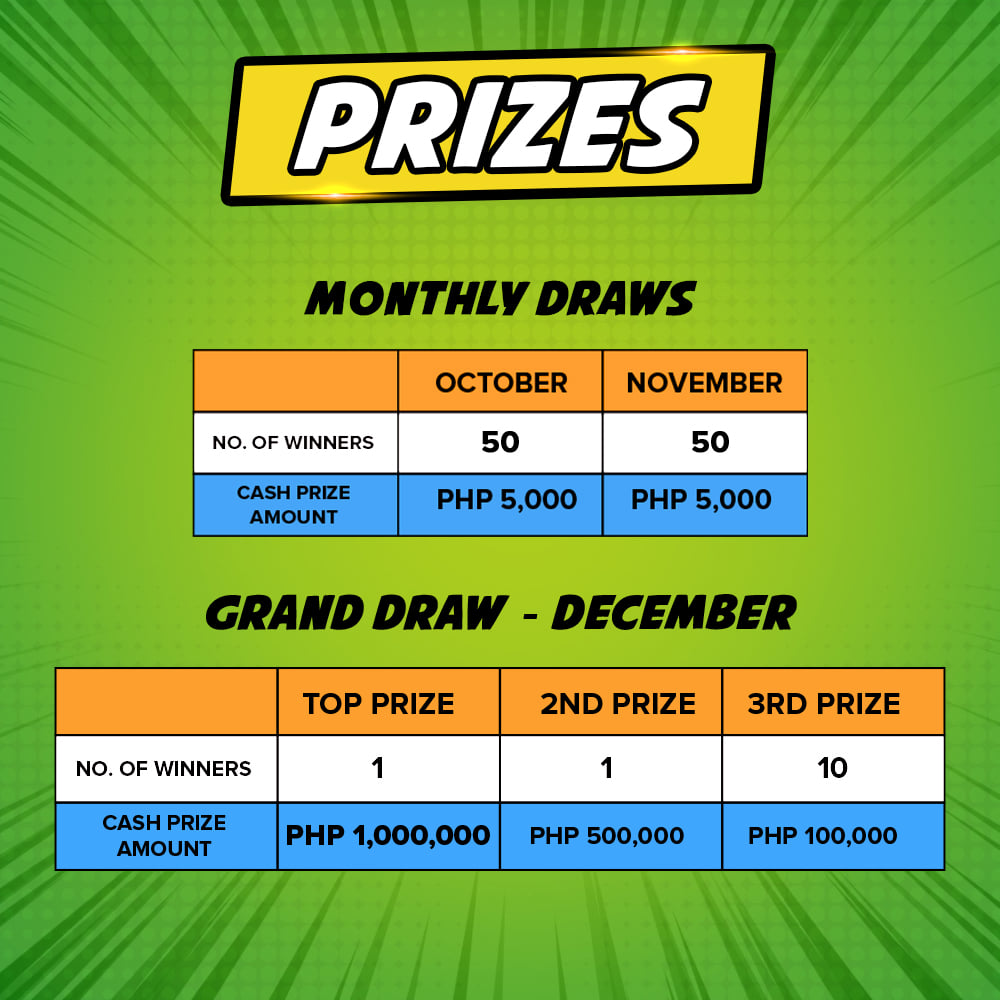 PRIZES
MONTHLY DRAWS
OCTOBER NOVEMBER
NO. OF WINNERS 50 50
CASH PRIZE
AMOUNT PHP 5,000 PHP 5,000
GRAND DRAW - DECEMBER
TOP PRIZE 2ND PRIZE 3RD PRIZE
NO. OF WINNERS 1 1 10
CASH PRIZE
AMOUNT PHP 1,000,000 PHP 500,000 PHP 100,000